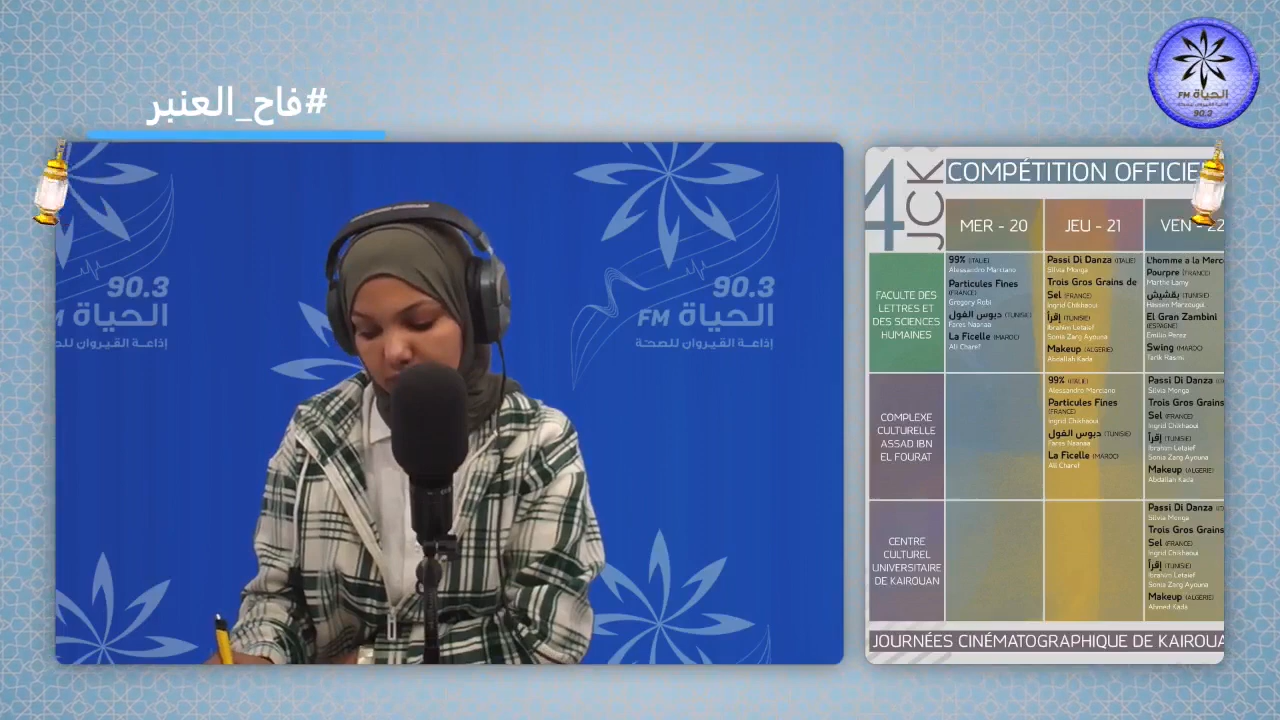 #فاح_العنبر
الحياة FM
90.3
90.3
الحياة FM
إذاعة القيروان للصحة
90.3
الحياة FM
إذاعة القيروان للصحة
4 JCK
COMPÉTITION OFFICIE
MER - 20
JEU - 21
VEN - 22
FACULTE DES
LETTRES ET
DES SCIENCES
HUMAINES
99% (ITALIE)
Alessandro Marciano
Particules Fines
(FRANCE)
Gregory Robi
دبوس الغول (TUNISIE)
Fares Naanaa
La Ficelle (MAROC)
Ali Charef
Passi Di Danza (ITALIE)
Silvia Monga
Trois Gros Grains de
Sel (FRANCE)
Ingrid Chikhaoui
إقرأ (TUNISIE)
Ibrahim Letaief
Sonia Zarg Ayouna
Makeup (ALGERIE)
Abdallah Kada
L'homme a la Merc
Pourpre (FRANCE)
Marthe Lamy
بقشيش (TUNISIE)
Hassen Marzougui
El Gran Zambini
(ESPAGNE)
Emilio Perez
Swing (MAROC)
Tarik Rasmi
COMPLEXE
CULTURELLE
ASSAD IBN
EL FOURAT
99% (ITALIE)
Alessandro Marciano
Particules Fines
(FRANCE)
Ingrid Chikhaoui
دبوس الغول (TUNISIE)
Fares Naanaa
La Ficelle (MAROC)
Ali Charef
Passi Di Danza
Silvia Monga
Trois Gros Grains
Sel (FRANCE)
Ingrid Chikhaoui
إقرأ (TUNISIE)
Ibrahim Letaief
Sonia Zarg Ayouna
Makeup (ALGERIE)
Abdallah Kada
CENTRE
CULTUREL
UNIVERSITAIRE
DE KAIROUAN
Passi Di Danza
Silvia Monga
Trois Gros Grains
Sel (FRANCE)
Ingrid Chikhaoui
إقرأ (TUNISIE)
Ibrahim Letaief
Sonia Zarg Ayouna
Makeup (ALGERIE)
Ahmed Kada
JOURNÉES CINÉMATOGRAPHIQUE DE KAIROUA